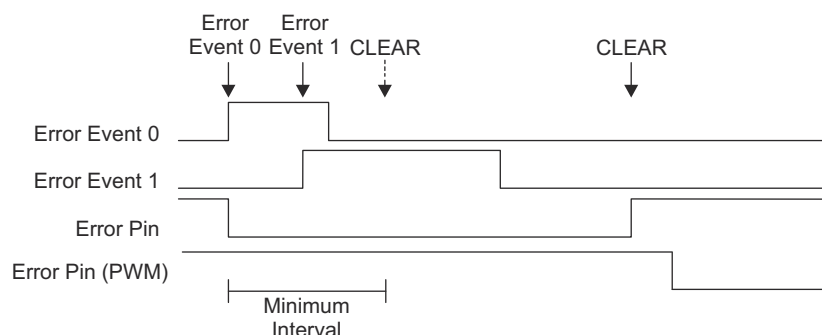 Error
Event 0
Error
Event 1
CLEAR
CLEAR
Error Event 0
Error Event 1
Error Pin
Error Pin (PWM)
Minimum
Interval